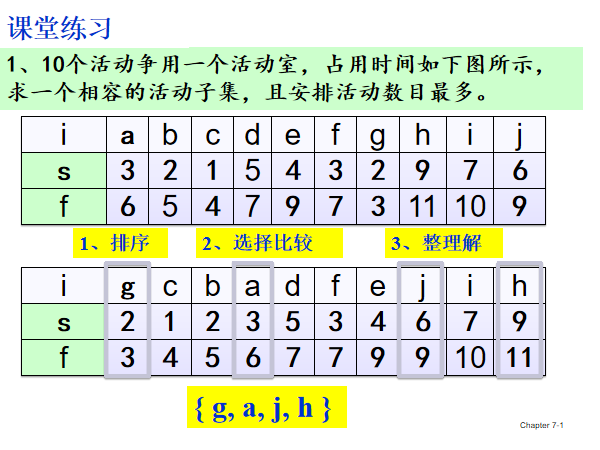 课堂练习
1、10个活动争用一个活动室，占用时间如下图所示，
求一个相容的活动子集，且安排活动数目最多。
i a b c d e f g h i j
s 3 2 1 5 4 3 2 9 7 6
f 6 5 4 7 9 7 3 11 10 9
1、排序 2、选择比较 3、整理解
i g c b a d f e j i h
s 2 1 2 3 5 3 4 6 7 9
f 3 4 5 6 7 7 9 9 10 11
{ g, a, j, h }
Chapter 7-1